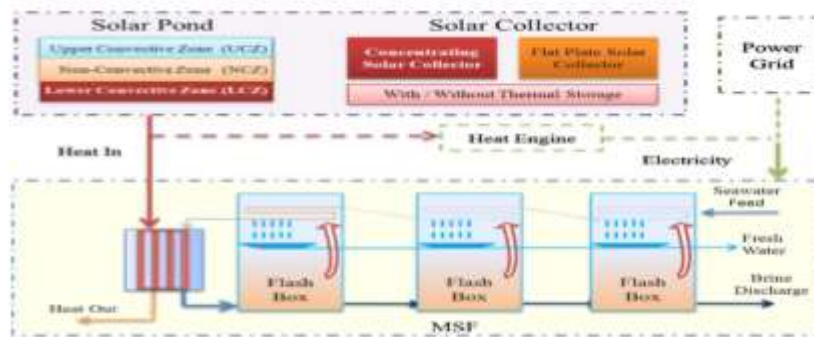 Solar Pond
Upper Convective Zone (UCZ)
Non-Convective Zone (NCZ)
Lower Convective Zone (LCZ)
Solar Collector
Concentrating
Solar Collector
Flat Plate Solar
Collector
With / Without Thermal Storage
Power
Grid
Heat In
Heat Engine
Electricity
Seawater
Feed
Fresh
Water
Flash
Box
Flash
Box
Flash
Box
Brine
Discharge
Heat Out
MSF